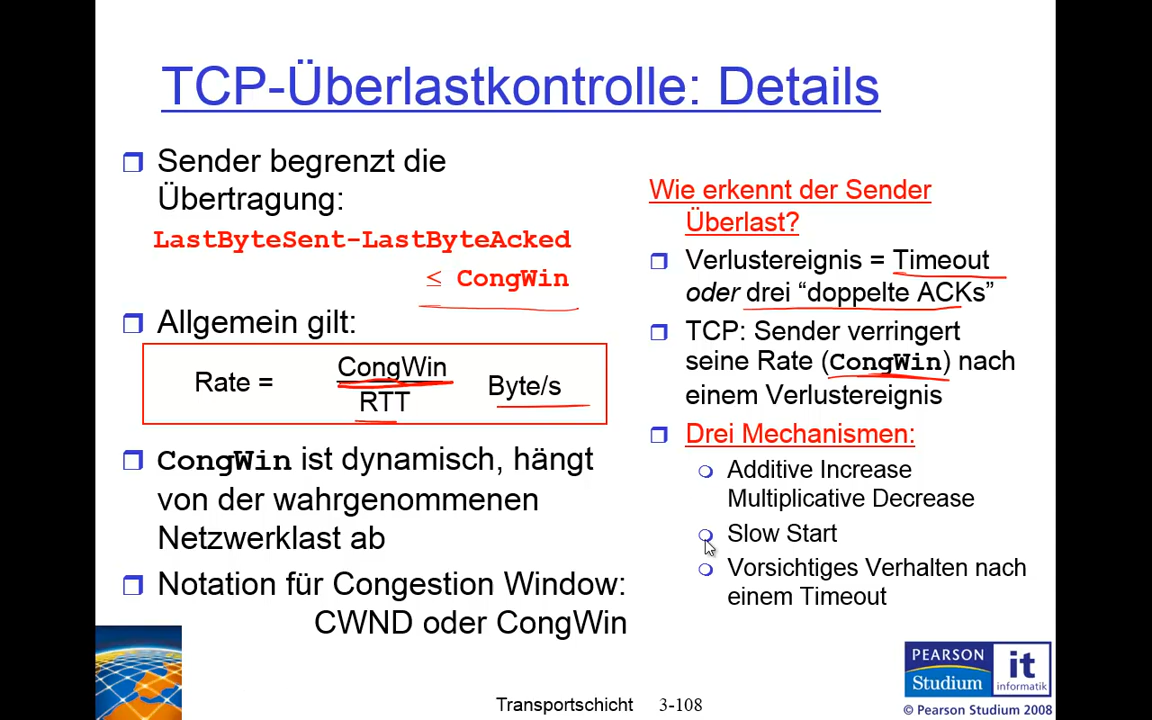 TCP-Überlastkontrolle: Details
Sender begrenzt die
Übertragung:
LastByteSent-LastByteAcked
≤ CongWin
Allgemein gilt:
Rate =
CongWin
RTT
Byte/s
CongWin ist dynamisch, hängt
von der wahrgenommenen
Netzwerklast ab
Notation für Congestion Window:
CWND oder CongWin
Wie erkennt der Sender
Überlast?
Verlustereignis = Timeout
oder drei “doppelte ACKs”
TCP: Sender verringert
seine Rate (CongWin) nach
einem Verlustereignis
Drei Mechanismen:
Additive Increase
Multiplicative Decrease
Slow Start
Vorsichtiges Verhalten nach
einem Timeout
PEARSON
Studium
it
informatik
© Pearson Studium 2008
Transportschicht 3-108